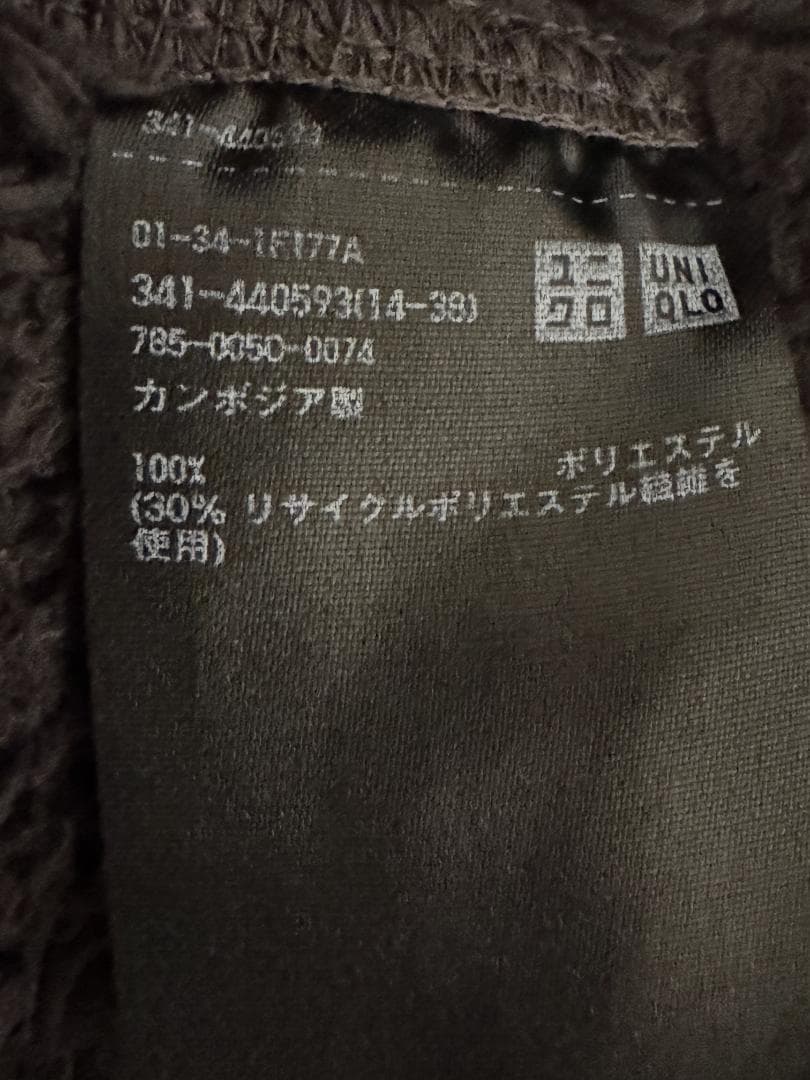 341-440593
01-34-1F177A
341-440593(14-38)
785-0050-0074
カンボジア製
ユニ
クロ
UNI
QLO
100% ポリエステル
(30% リサイクルポリエステル繊維を
使用)